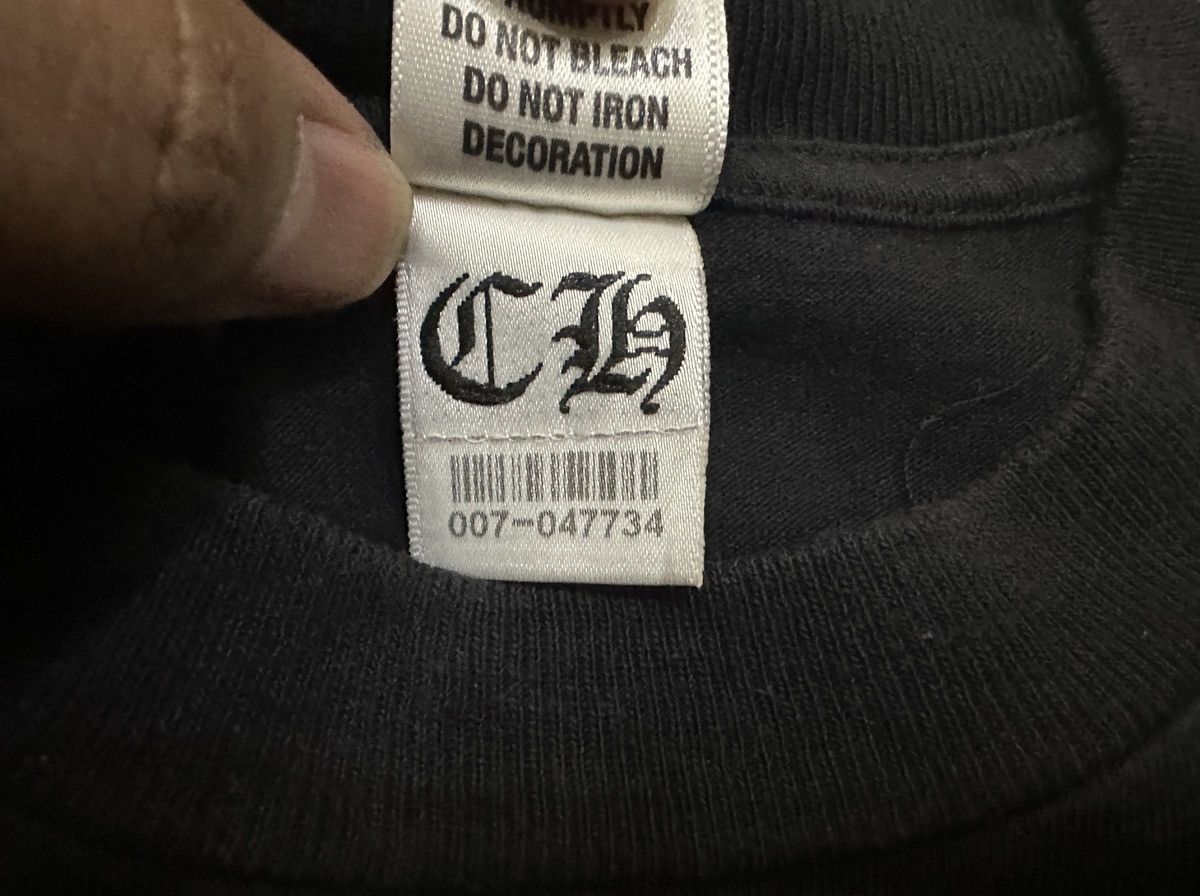 DO NOT BLEACH
DO NOT IRON
DECORATION
CH
007-047734